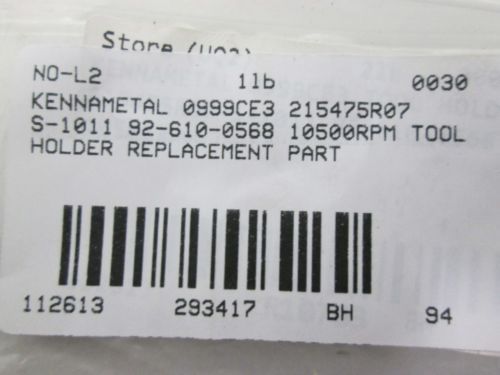 Store (HQ2)
NO-L2 1lb 0030
KENNAMETAL 0999CE3 215475R07
S-1011 92-610-0568 10500RPM TOOL
HOLDER REPLACEMENT PART
112613 293417 BH 94